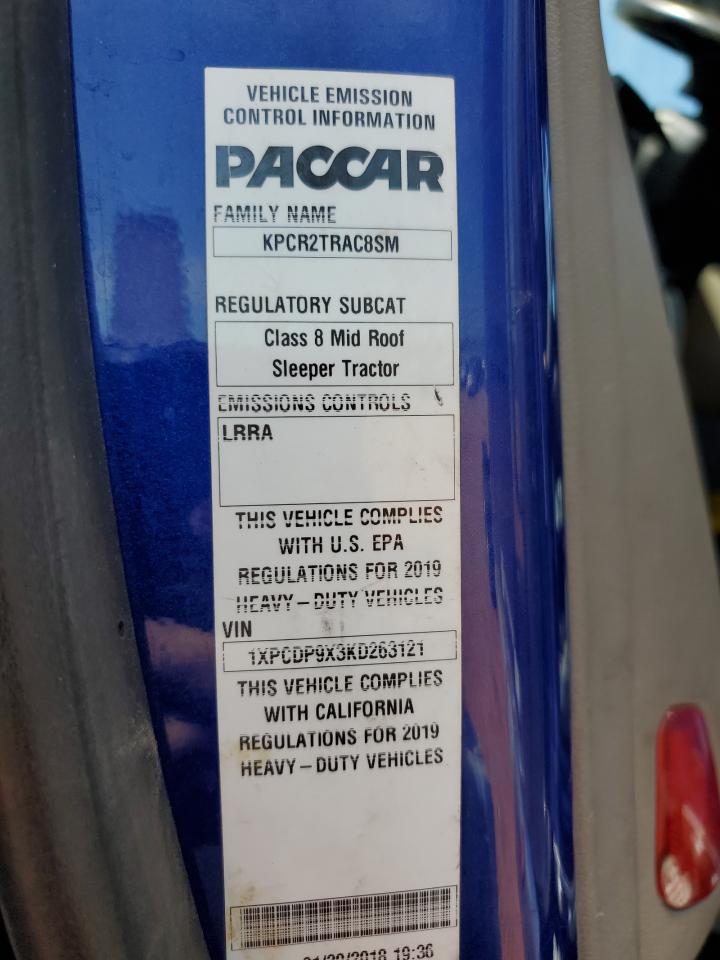 VEHICLE EMISSION
CONTROL INFORMATION
PACCAR
FAMILY NAME
KPCR2TRAC8SM
REGULATORY SUBCAT
Class 8 Mid Roof
Sleeper Tractor
EMISSIONS CONTROLS
LRRA
THIS VEHICLE COMPLIES
WITH U.S. EPA
REGULATIONS FOR 2019
HEAVY-DUTY VEHICLES
VIN
1XPCDP9X3KD263121
THIS VEHICLE COMPLIES
WITH CALIFORNIA
REGULATIONS FOR 2019
HEAVY-DUTY VEHICLES
19:36